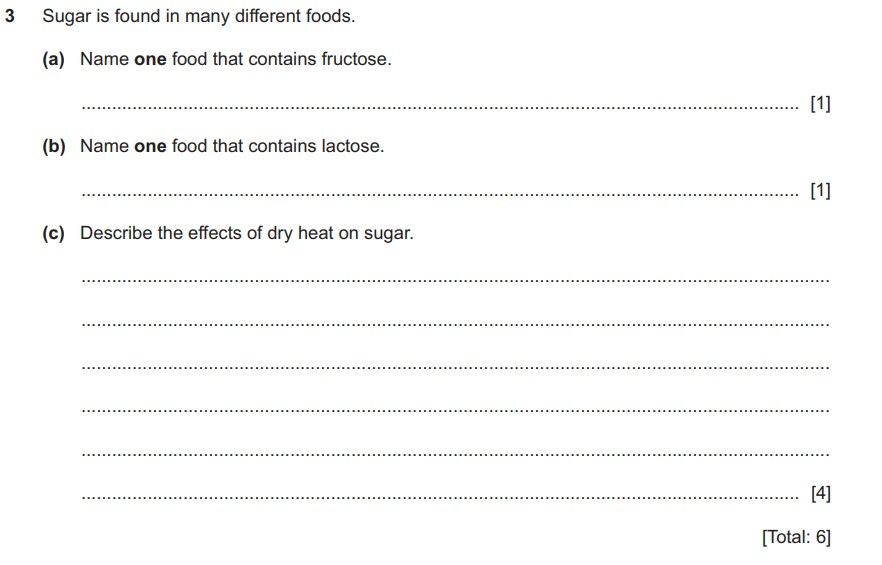 3 Sugar is found in many different foods.
(a) Name one food that contains fructose.
.......................................................................................................................................... [1]
(b) Name one food that contains lactose.
.......................................................................................................................................... [1]
(c) Describe the effects of dry heat on sugar.
..................................................................................................................................................
..................................................................................................................................................
..................................................................................................................................................
..................................................................................................................................................
..................................................................................................................................................
.......................................................................................................................................... [4]
[Total: 6]